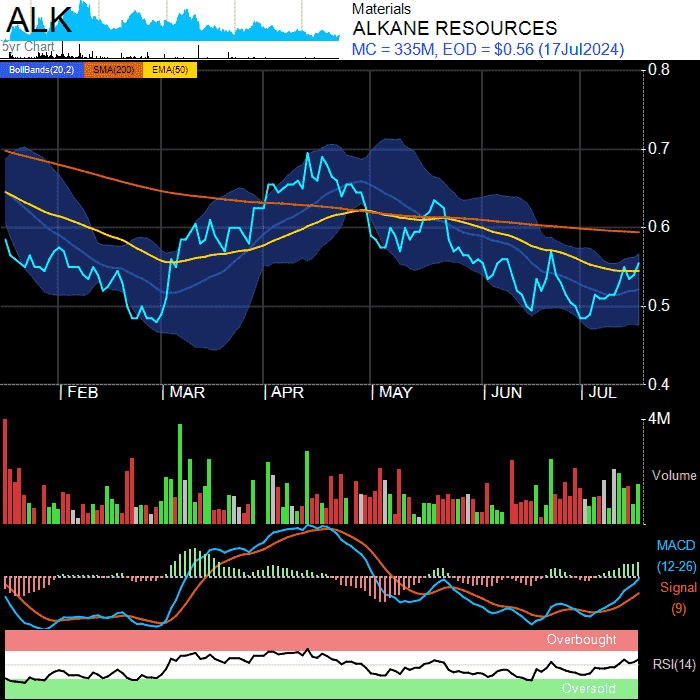 ALK
5yr Chart
Materials
ALKANE RESOURCES
MC = 335M, EOD = $0.56 (17Jul2024)
BollBands(20,2) SMA(200) EMA(50)
0.8
0.7
0.6
0.5
0.4
FEB MAR APR MAY JUN JUL
4M
Volume
MACD
(12-26)
Signal
(9)
Overbought
RSI(14)
Oversold